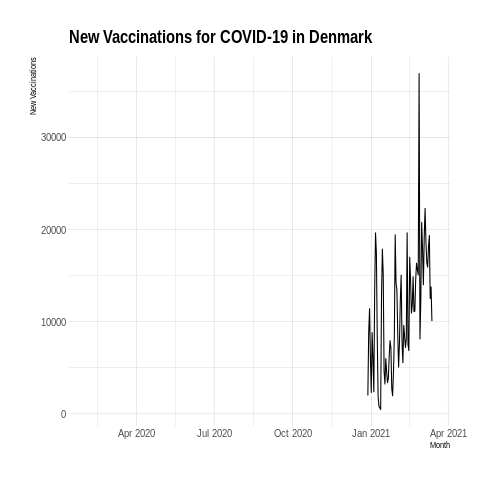 New Vaccinations for COVID-19 in Denmark
New Vaccinations
30000
20000
10000
0
Apr 2020
Jul 2020
Oct 2020
Jan 2021
Apr 2021
Month